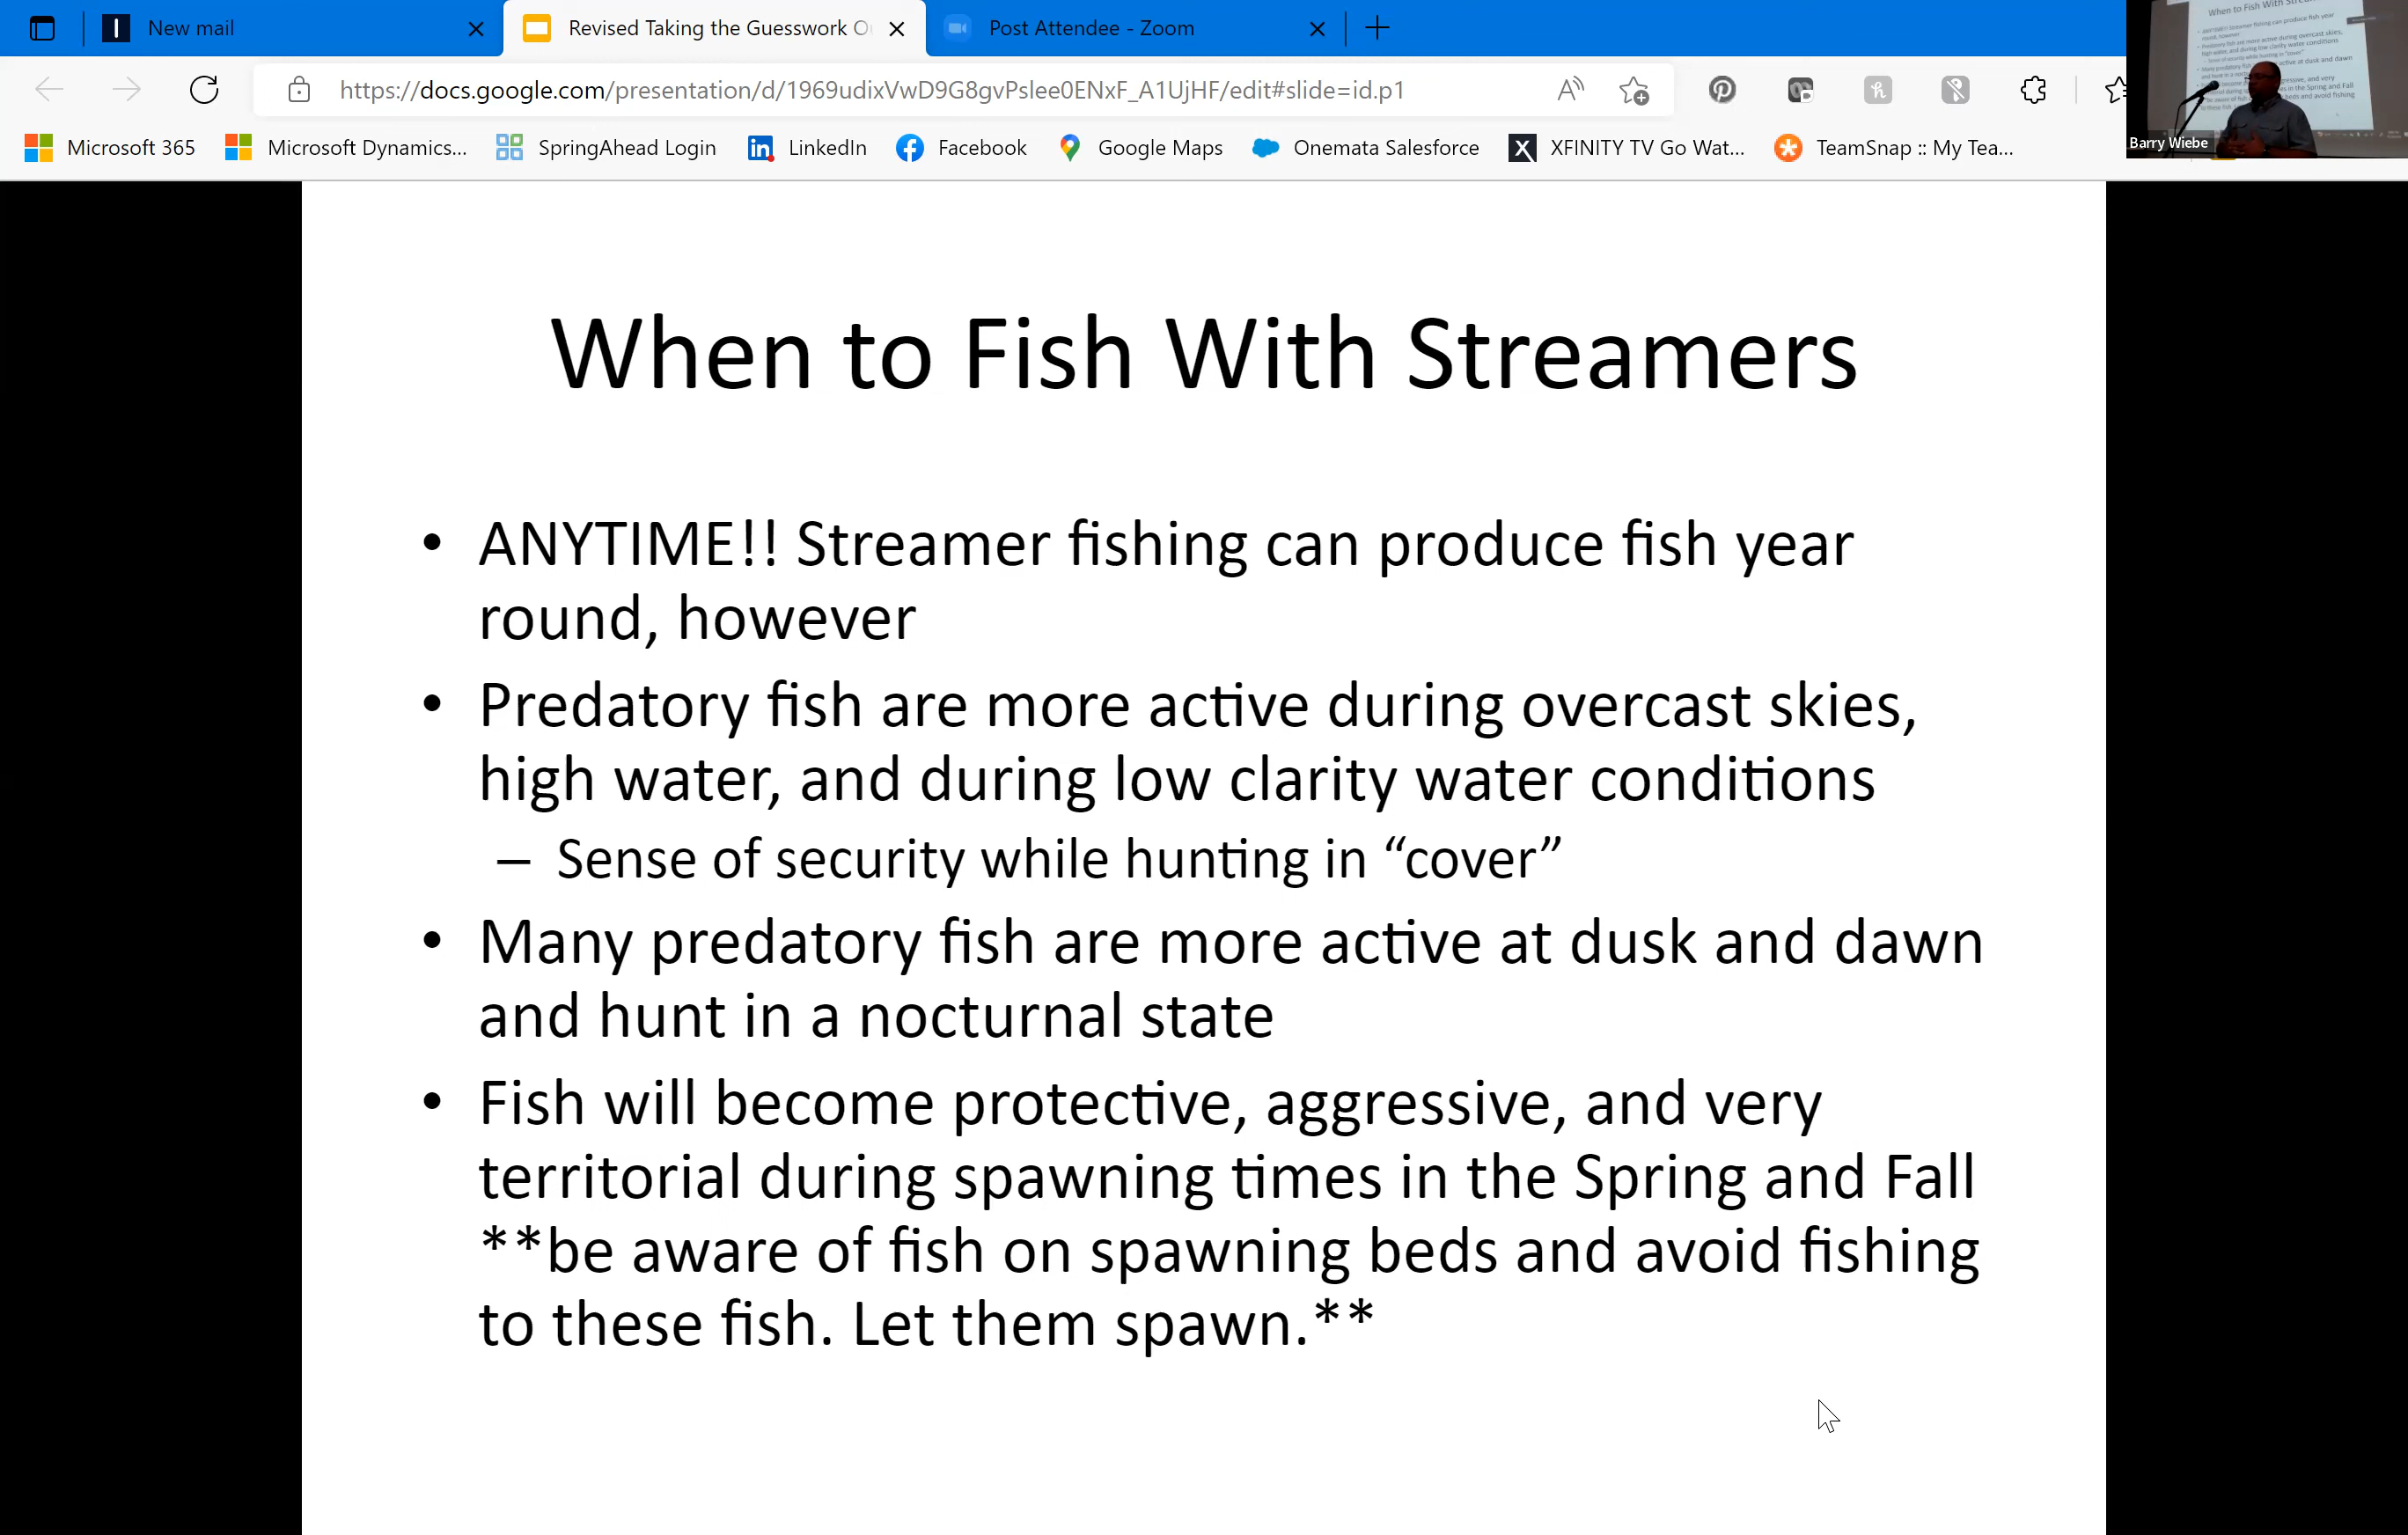 New mail
Revised Taking the Guesswork O
Post Attendee - Zoom
https://docs.google.com/presentation/d/1969udixVwD9G8gvPslee0ENxF_A1UjHF/edit#slide=id.p1
Microsoft 365
Microsoft Dynamics...
SpringAhead Login
LinkedIn
Facebook
Google Maps
Onemata Salesforce
XFINITY TV Go Wat...
TeamSnap :: My Tea...
Barry Wiebe
When to Fish With Streamers
• ANYTIME!! Streamer fishing can produce fish year
round, however
• Predatory fish are more active during overcast skies,
high water, and during low clarity water conditions
– Sense of security while hunting in “cover”
• Many predatory fish are more active at dusk and dawn
and hunt in a nocturnal state
• Fish will become protective, aggressive, and very
territorial during spawning times in the Spring and Fall
**be aware of fish on spawning beds and avoid fishing
to these fish. Let them spawn.**